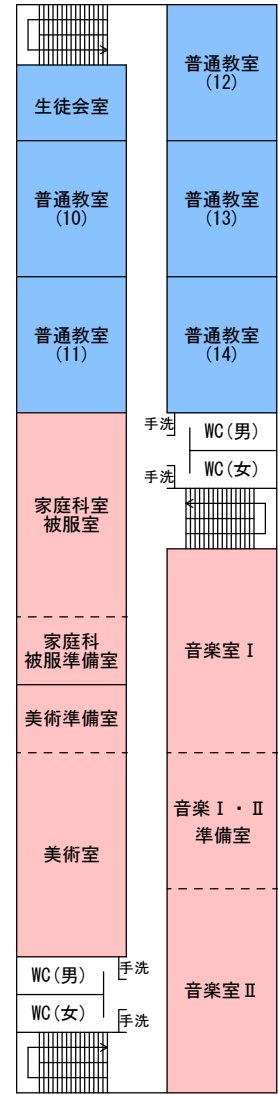 生徒会室
普通教室
(10)
普通教室
(11)
家庭科室
被服室
家庭科
被服準備室
美術準備室
美術室
WC(男)
手洗
WC(女)
手洗
普通教室
(12)
普通教室
(13)
普通教室
(14)
手洗
WC(男)
手洗
WC(女)
音楽室Ⅰ
音楽Ⅰ・Ⅱ
準備室
音楽室Ⅱ